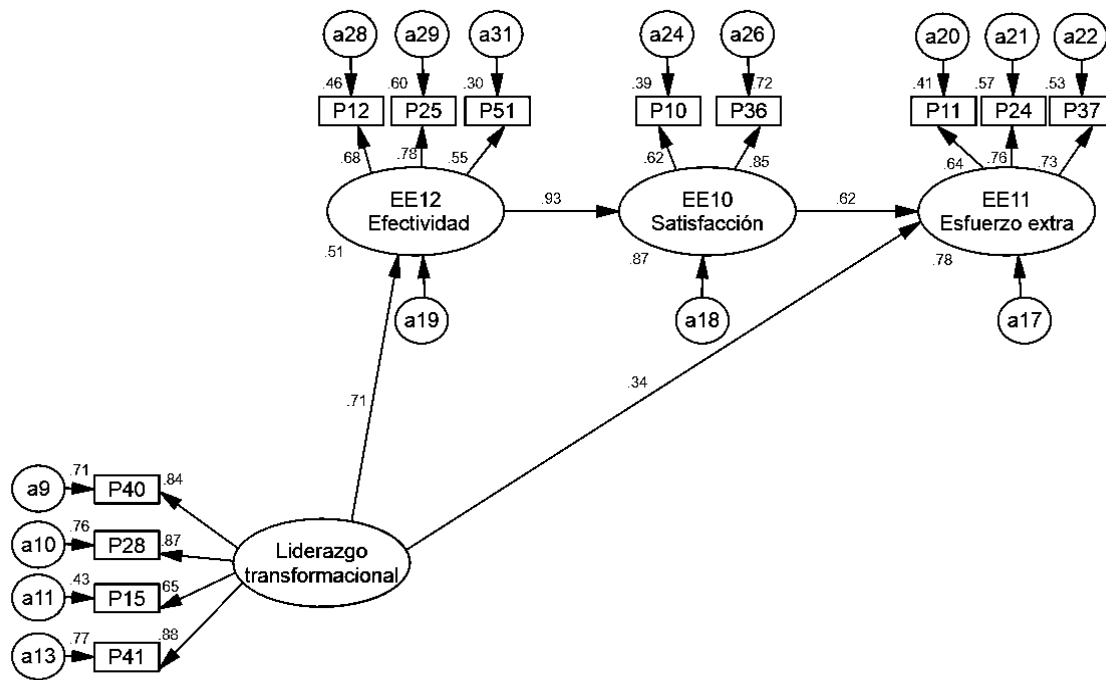 a28
a29
a31
a24
a26
a20
a21
a22
.46
.60
.30
.39
.72
.41
.57
.53
P12
P25
P51
P10
P36
P11
P24
P37
.68
.78
.55
.62
.85
.64
.76
.73
EE12
Efectividad
.93
EE10
Satisfacción
.62
EE11
Esfuerzo extra
.51
.87
.78
a19
a18
a17
.71
.34
a9
.71
P40
.84
a10
.76
P28
.87
a11
.43
P15
.65
a13
.77
P41
.88
Liderazgo
transformacional